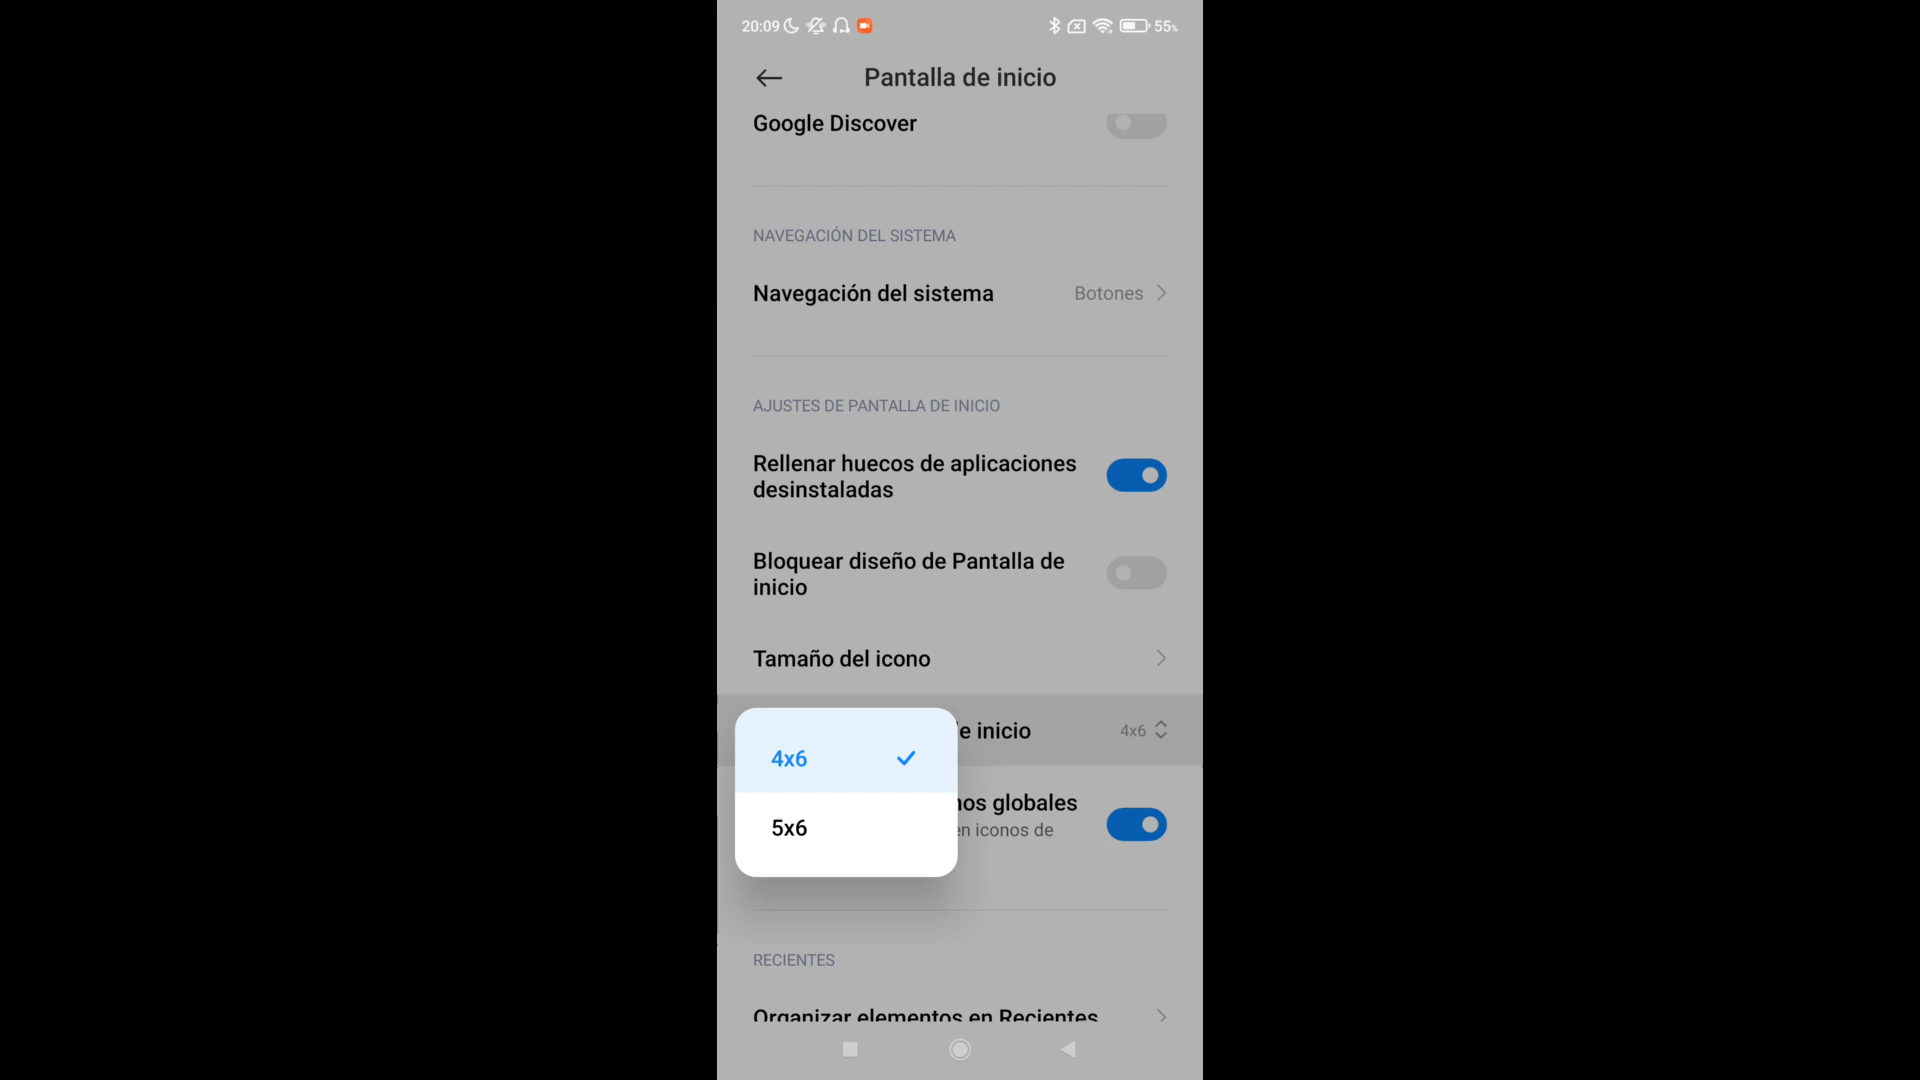 20:09 55%
Pantalla de inicio
Google Discover
NAVEGACIÓN DEL SISTEMA
Navegación del sistema Botones
AJUSTES DE PANTALLA DE INICIO
Rellenar huecos de aplicaciones
desinstaladas
Bloquear diseño de Pantalla de
inicio
Tamaño del icono
inicio 4x6
4x6
globales
en iconos de
5x6
RECIENTES
Organizar elementos en Recientes